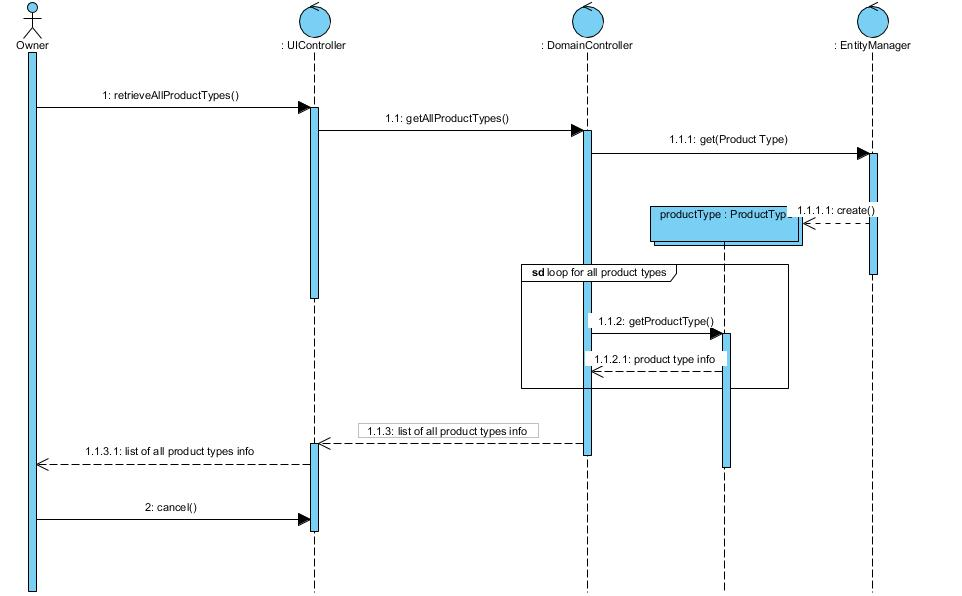 Owner
: UIController
: DomainController
: EntityManager
1: retrieveAllProductTypes()
1.1: getAllProductTypes()
1.1.1: get(Product Type)
1.1.1.1: create()
productType : ProductTyp
sd loop for all product types
1.1.2: getProductType()
1.1.2.1: product type info
1.1.3: list of all product types info
1.1.3.1: list of all product types info
2: cancel()